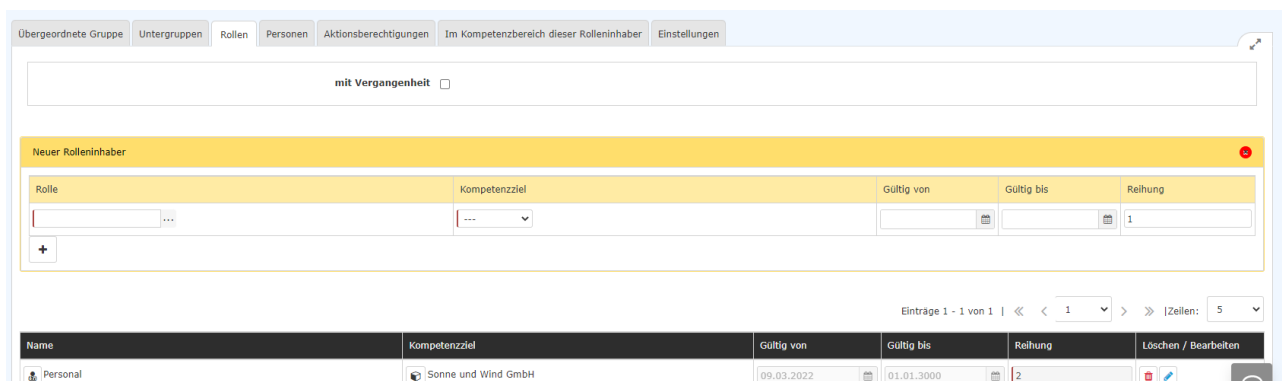 Übergeordnete Gruppe Untergruppen Rollen Personen Aktionsberechtigungen Im Kompetenzbereich dieser Rolleninhaber Einstellungen
mit Vergangenheit
Neuer Rolleninhaber
Rolle Kompetenzziel Gültig von Gültig bis Reihung
... --- 1
+
Einträge 1 - 1 von 1 | « < 1 > » |Zeilen: 5
Name Kompetenzziel Gültig von Gültig bis Reihung Löschen / Bearbeiten
Personal Sonne und Wind GmbH 09.03.2022 01.01.3000 2